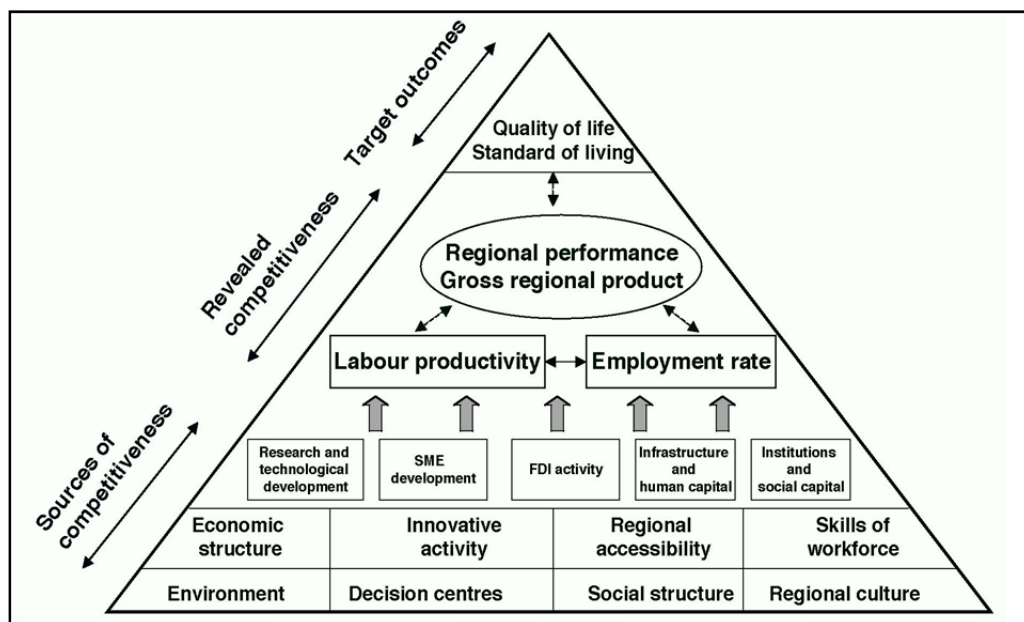 Target outcomes
Quality of life
Standard of living
Revealed
competitiveness
Regional performance
Gross regional product
Labour productivity
Employment rate
Sources of
competitiveness
Research and
technological
development
SME
development
FDI activity
Infrastructure
and
human capital
Institutions
and
social capital
Economic
structure
Innovative
activity
Regional
accessibility
Skills of
workforce
Environment
Decision centres
Social structure
Regional culture